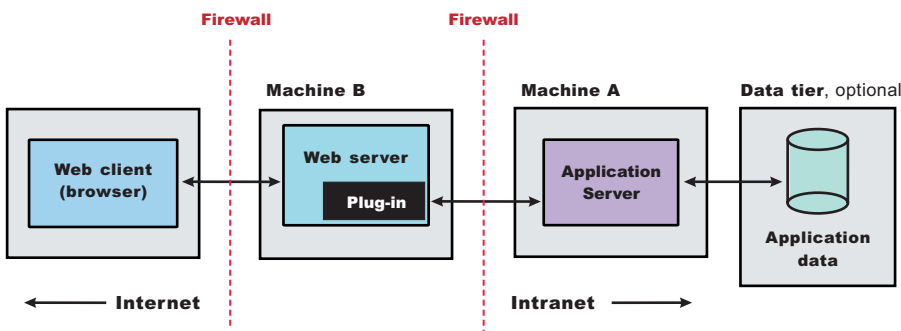 Firewall
Firewall
Machine B
Machine A
Data tier, optional
Web client
(browser)
Web server
Plug-in
Application
Server
Application
data
Internet
Intranet